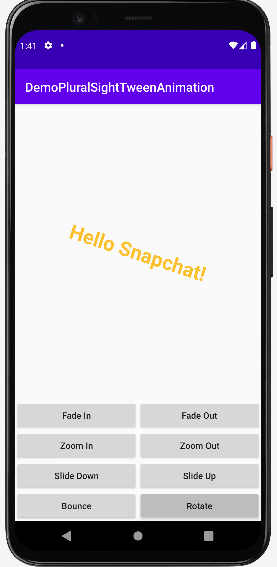 1:41
DemoPluralSightTweenAnimation
Hello Snapchat!
Fade In
Fade Out
Zoom In
Zoom Out
Slide Down
Slide Up
Bounce
Rotate